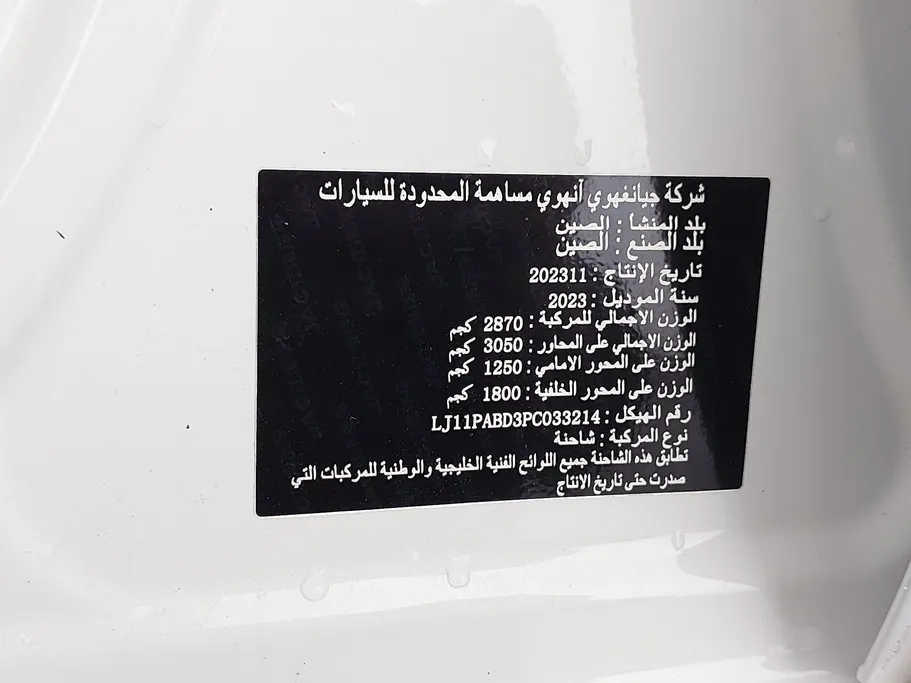 شركة جيانغهوي آنهوي مساهمة المحدودة للسيارات
بلد المنشا : الصين
بلد الصنع : الصين
تاريخ الإنتاج : 202311
سنة الموديل : 2023
الوزن الاجمالي للمركبة : 2870 كجم
الوزن الاجمالي على المحاور : 3050 كجم
الوزن على المحور الامامي : 1250 كجم
الوزن على المحور الخلفية : 1800 كجم
رقم الهيكل : LJ11PABD3PC033214
نوع المركبة : شاحنة
تطابق هذه الشاحنة جميع اللوائح الفنية الخليجية والوطنية للمركبات التي
صدرت حتى تاريخ الانتاج